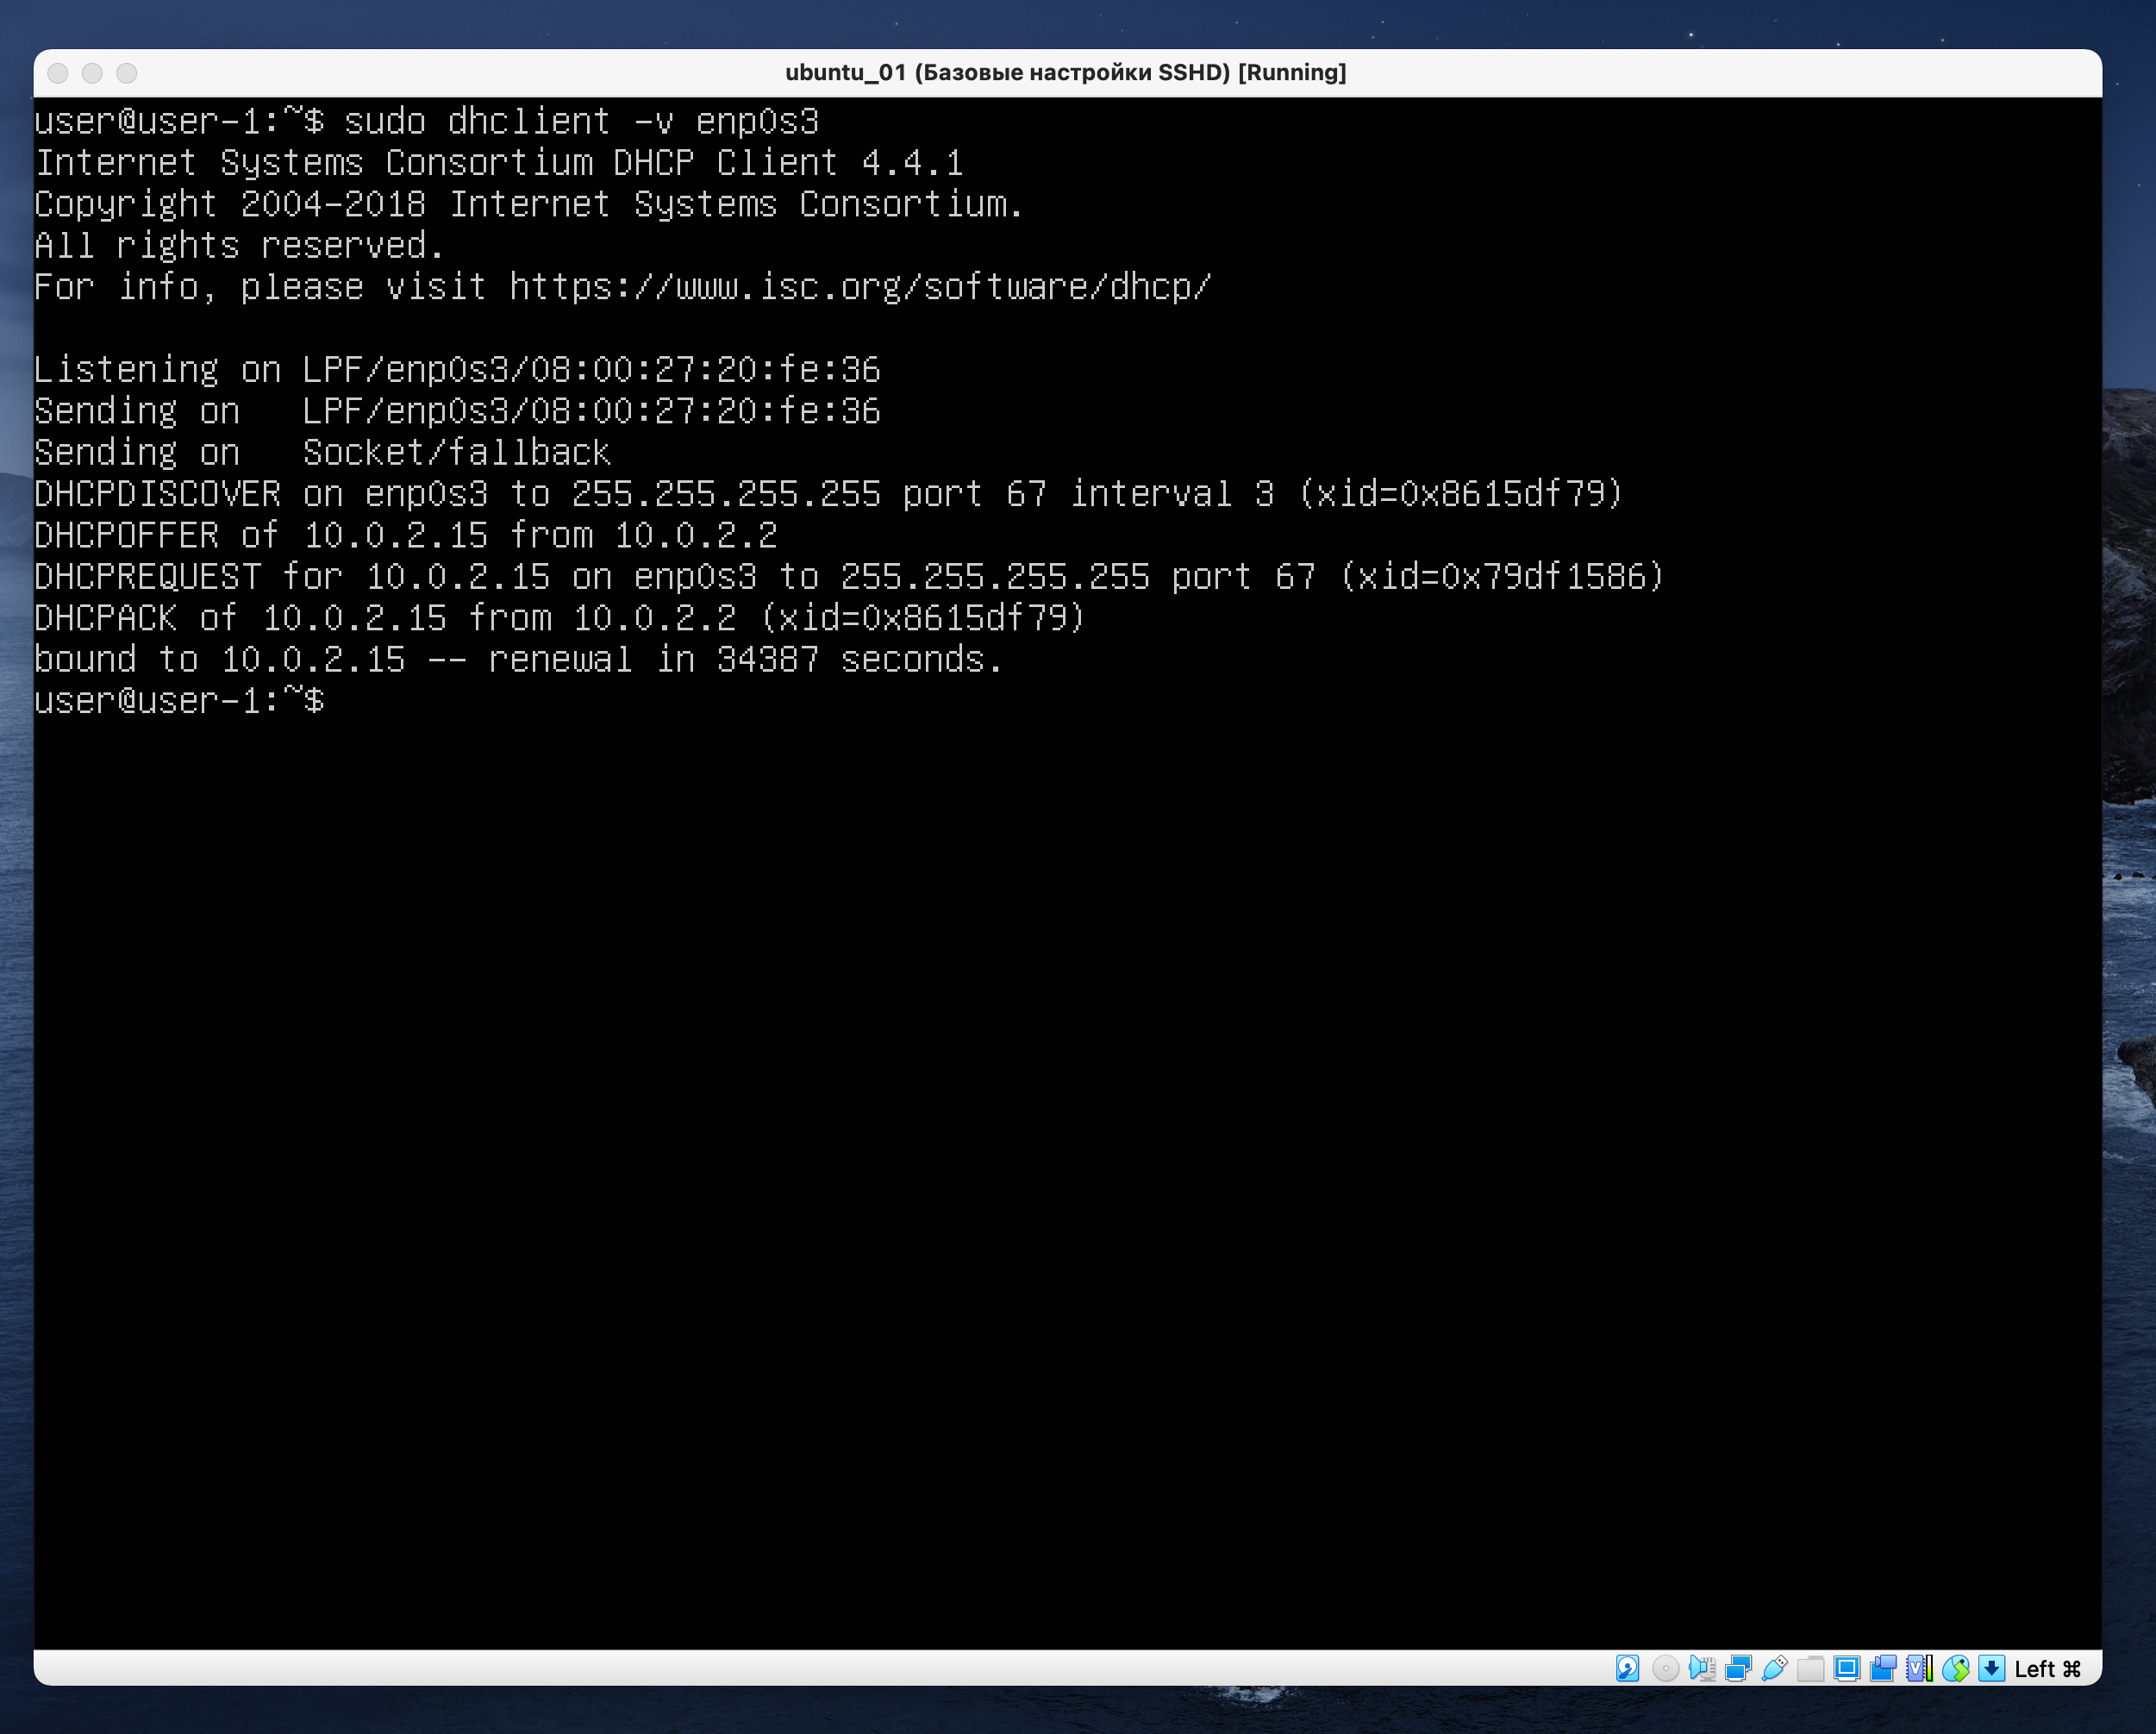 ubuntu_01 (Базовые настройки SSHD) [Running]
user@user-1:~$ sudo dhclient -v enp0s3
Internet Systems Consortium DHCP Client 4.4.1
Copyright 2004-2018 Internet Systems Consortium.
All rights reserved.
For info, please visit https://www.isc.org/software/dhcp/

Listening on LPF/enp0s3/08:00:27:20:fe:36
Sending on   LPF/enp0s3/08:00:27:20:fe:36
Sending on   Socket/fallback
DHCPDISCOVER on enp0s3 to 255.255.255.255 port 67 interval 3 (xid=0x8615df79)
DHCPOFFER of 10.0.2.15 from 10.0.2.2
DHCPREQUEST for 10.0.2.15 on enp0s3 to 255.255.255.255 port 67 (xid=0x79df1586)
DHCPACK of 10.0.2.15 from 10.0.2.2 (xid=0x8615df79)
bound to 10.0.2.15 -- renewal in 34387 seconds.
user@user-1:~$
Left ⌘